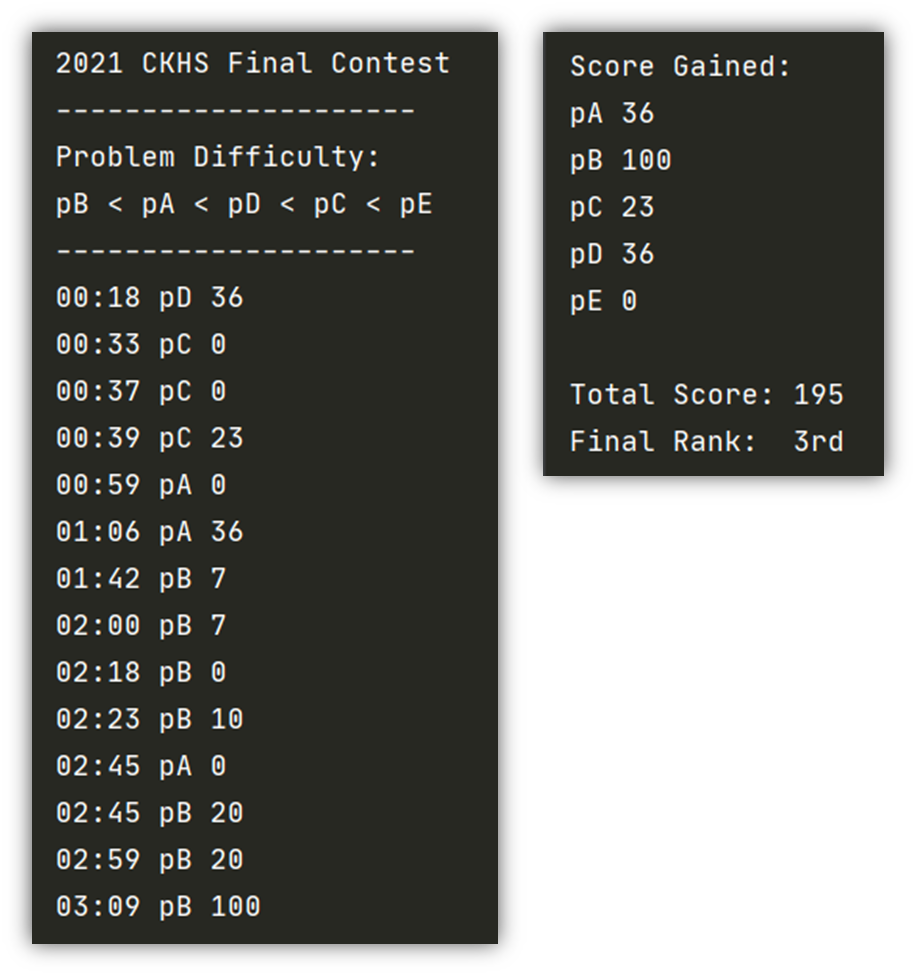 2021 CKHS Final Contest
---------------------
Problem Difficulty:
pB < pA < pD < pC < pE
---------------------
00:18 pD 36
00:33 pC 0
00:37 pC 0
00:39 pC 23
00:59 pA 0
01:06 pA 36
01:42 pB 7
02:00 pB 7
02:18 pB 0
02:23 pB 10
02:45 pA 0
02:45 pB 20
02:59 pB 20
03:09 pB 100
Score Gained:
pA 36
pB 100
pC 23
pD 36
pE 0
Total Score: 195
Final Rank:  3rd